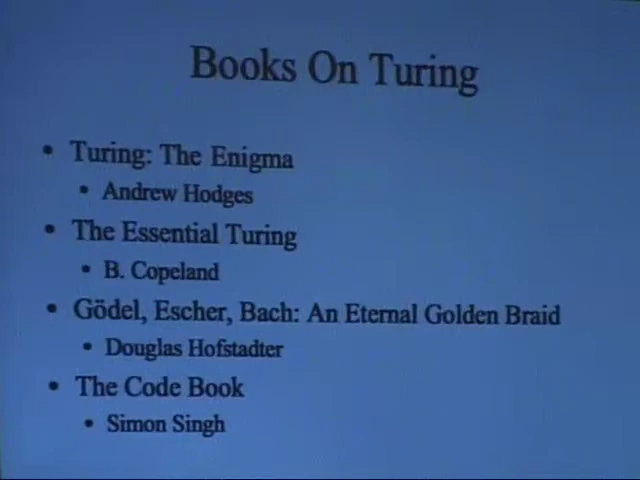 Books On Turing
• Turing: The Enigma
• Andrew Hodges
• The Essential Turing
• B. Copeland
• Gödel, Escher, Bach: An Eternal Golden Braid
• Douglas Hofstadter
• The Code Book
• Simon Singh